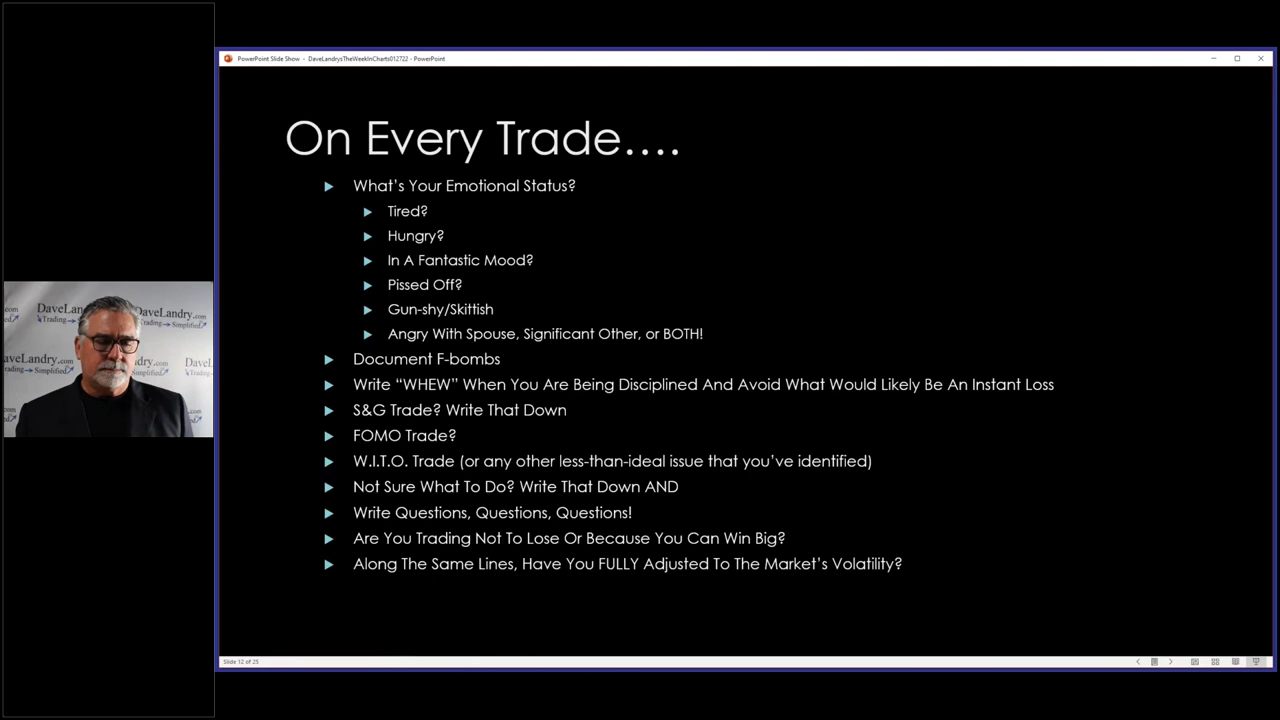 PowerPoint Slide Show - DaveLandrysTheWeekInCharts012722 - PowerPoint
On Every Trade....
What's Your Emotional Status?
Tired?
Hungry?
In A Fantastic Mood?
Pissed Off?
Gun-shy/Skittish
Angry With Spouse, Significant Other, or BOTH!
Document F-bombs
Write “WHEW” When You Are Being Disciplined And Avoid What Would Likely Be An Instant Loss
S&G Trade? Write That Down
FOMO Trade?
W.I.T.O. Trade (or any other less-than-ideal issue that you've identified)
Not Sure What To Do? Write That Down AND
Write Questions, Questions, Questions!
Are You Trading Not To Lose Or Because You Can Win Big?
Along The Same Lines, Have You FULLY Adjusted To The Market's Volatility?
DaveLandry.com
Trading Simplified
Slide 12 of 25